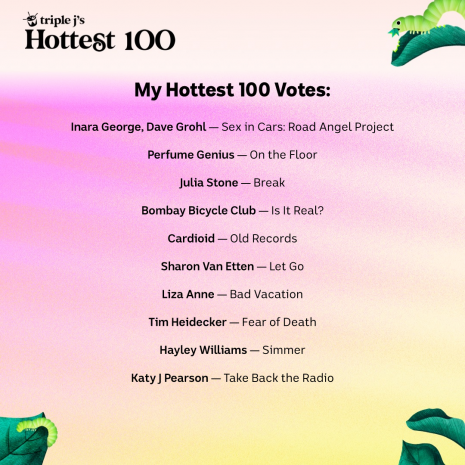 triple j's
Hottest 100
My Hottest 100 Votes:
Inara George, Dave Grohl — Sex in Cars: Road Angel Project
Perfume Genius — On the Floor
Julia Stone — Break
Bombay Bicycle Club — Is It Real?
Cardioid — Old Records
Sharon Van Etten — Let Go
Liza Anne — Bad Vacation
Tim Heidecker — Fear of Death
Hayley Williams — Simmer
Katy J Pearson — Take Back the Radio